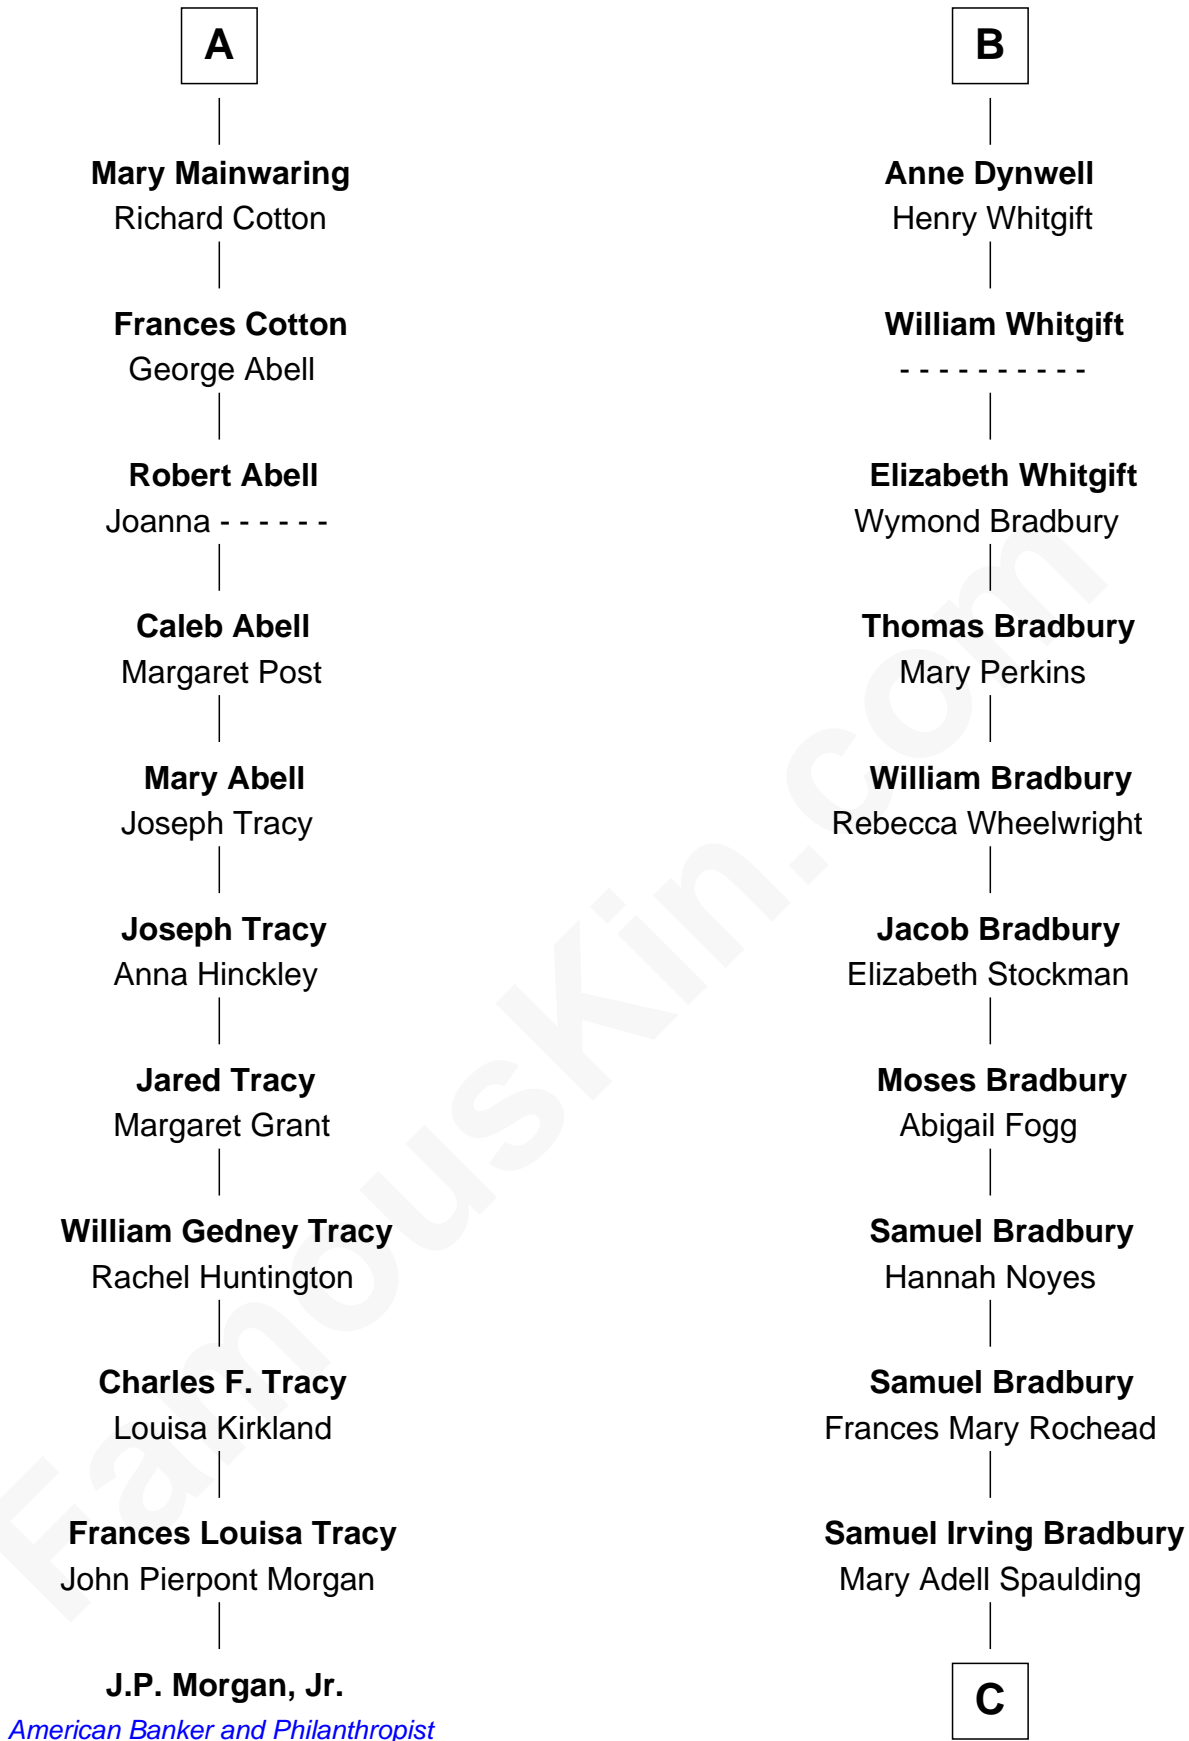 A
Mary Mainwaring
Richard Cotton
Frances Cotton
George Abell
Robert Abell
Joanna - - - - - -
Caleb Abell
Margaret Post
Mary Abell
Joseph Tracy
Joseph Tracy
Anna Hinckley
Jared Tracy
Margaret Grant
William Gedney Tracy
Rachel Huntington
Charles F. Tracy
Louisa Kirkland
Frances Louisa Tracy
John Pierpont Morgan
J.P. Morgan, Jr.
American Banker and Philanthropist
B
Anne Dynwell
Henry Whitgift
William Whitgift
- - - - - - - - - -
Elizabeth Whitgift
Wymond Bradbury
Thomas Bradbury
Mary Perkins
William Bradbury
Rebecca Wheelwright
Jacob Bradbury
Elizabeth Stockman
Moses Bradbury
Abigail Fogg
Samuel Bradbury
Hannah Noyes
Samuel Bradbury
Frances Mary Rochead
Samuel Irving Bradbury
Mary Adell Spaulding
C
FamousKin.com